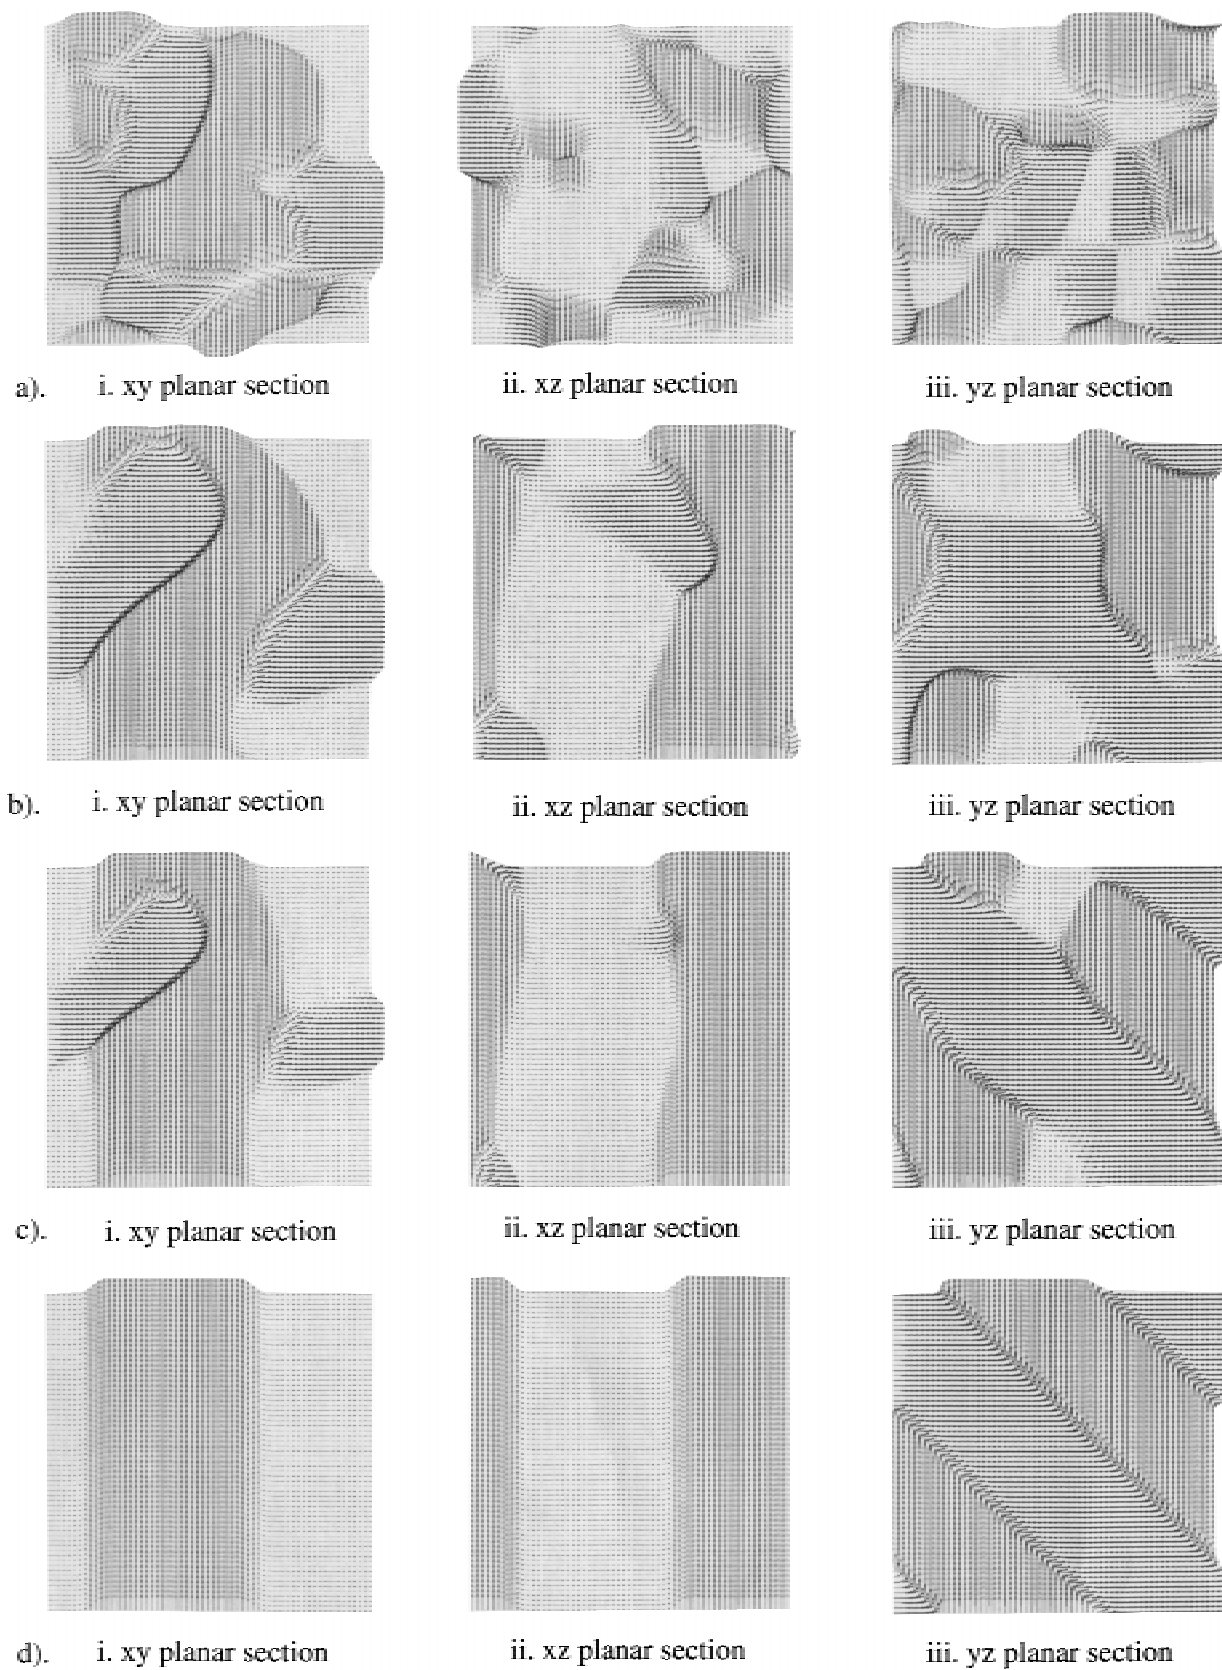 a). i. xy planar section ii. xz planar section iii. yz planar section
b). i. xy planar section ii. xz planar section iii. yz planar section
c). i. xy planar section ii. xz planar section iii. yz planar section
d). i. xy planar section ii. xz planar section iii. yz planar section